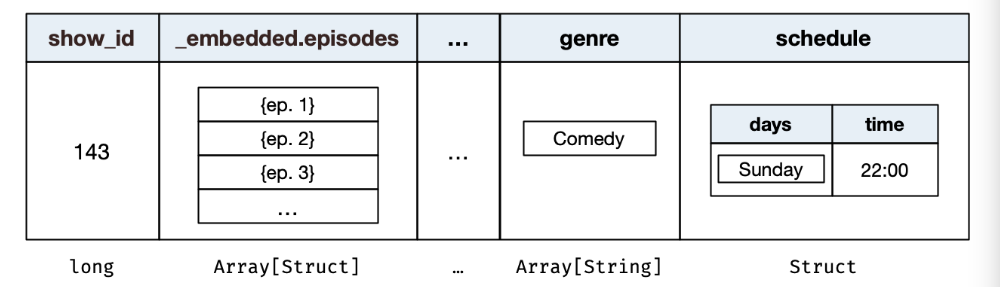 show_id _embedded.episodes ... genre schedule
{ep. 1}
{ep. 2}
{ep. 3}
...
143
...
Comedy
days time
Sunday 22:00
long Array[Struct] … Array[String] Struct